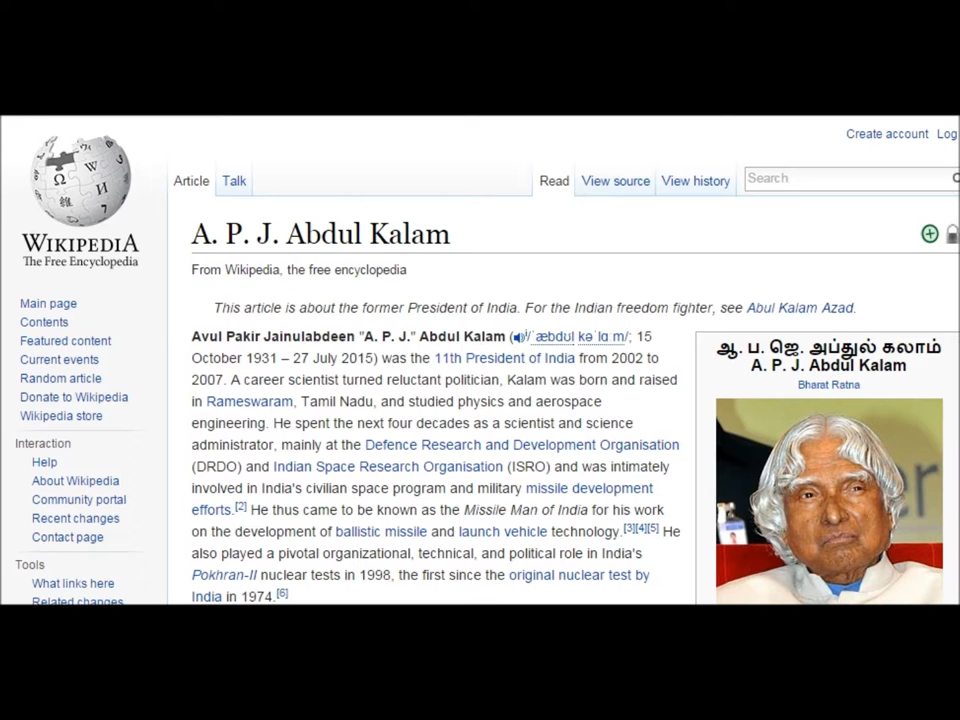 Create account Log
Article Talk Read View source View history Search
WIKIPEDIA
The Free Encyclopedia
A. P. J. Abdul Kalam
From Wikipedia, the free encyclopedia
This article is about the former President of India. For the Indian freedom fighter, see Abul Kalam Azad.
Main page
Contents
Featured content
Current events
Random article
Donate to Wikipedia
Wikipedia store
Interaction
Help
About Wikipedia
Community portal
Recent changes
Contact page
Tools
What links here
Related changes
Avul Pakir Jainulabdeen "A. P. J." Abdul Kalam (i/ˈæbdʊl kəˈlɑːm/; 15
October 1931 – 27 July 2015) was the 11th President of India from 2002 to
2007. A career scientist turned reluctant politician, Kalam was born and raised
in Rameswaram, Tamil Nadu, and studied physics and aerospace
engineering. He spent the next four decades as a scientist and science
administrator, mainly at the Defence Research and Development Organisation
(DRDO) and Indian Space Research Organisation (ISRO) and was intimately
involved in India's civilian space program and military missile development
efforts.[2] He thus came to be known as the Missile Man of India for his work
on the development of ballistic missile and launch vehicle technology.[3][4][5] He
also played a pivotal organizational, technical, and political role in India's
Pokhran-II nuclear tests in 1998, the first since the original nuclear test by
India in 1974.[6]
ஆ. ப. ஜெ. அப்துல் கலாம்
A. P. J. Abdul Kalam
Bharat Ratna